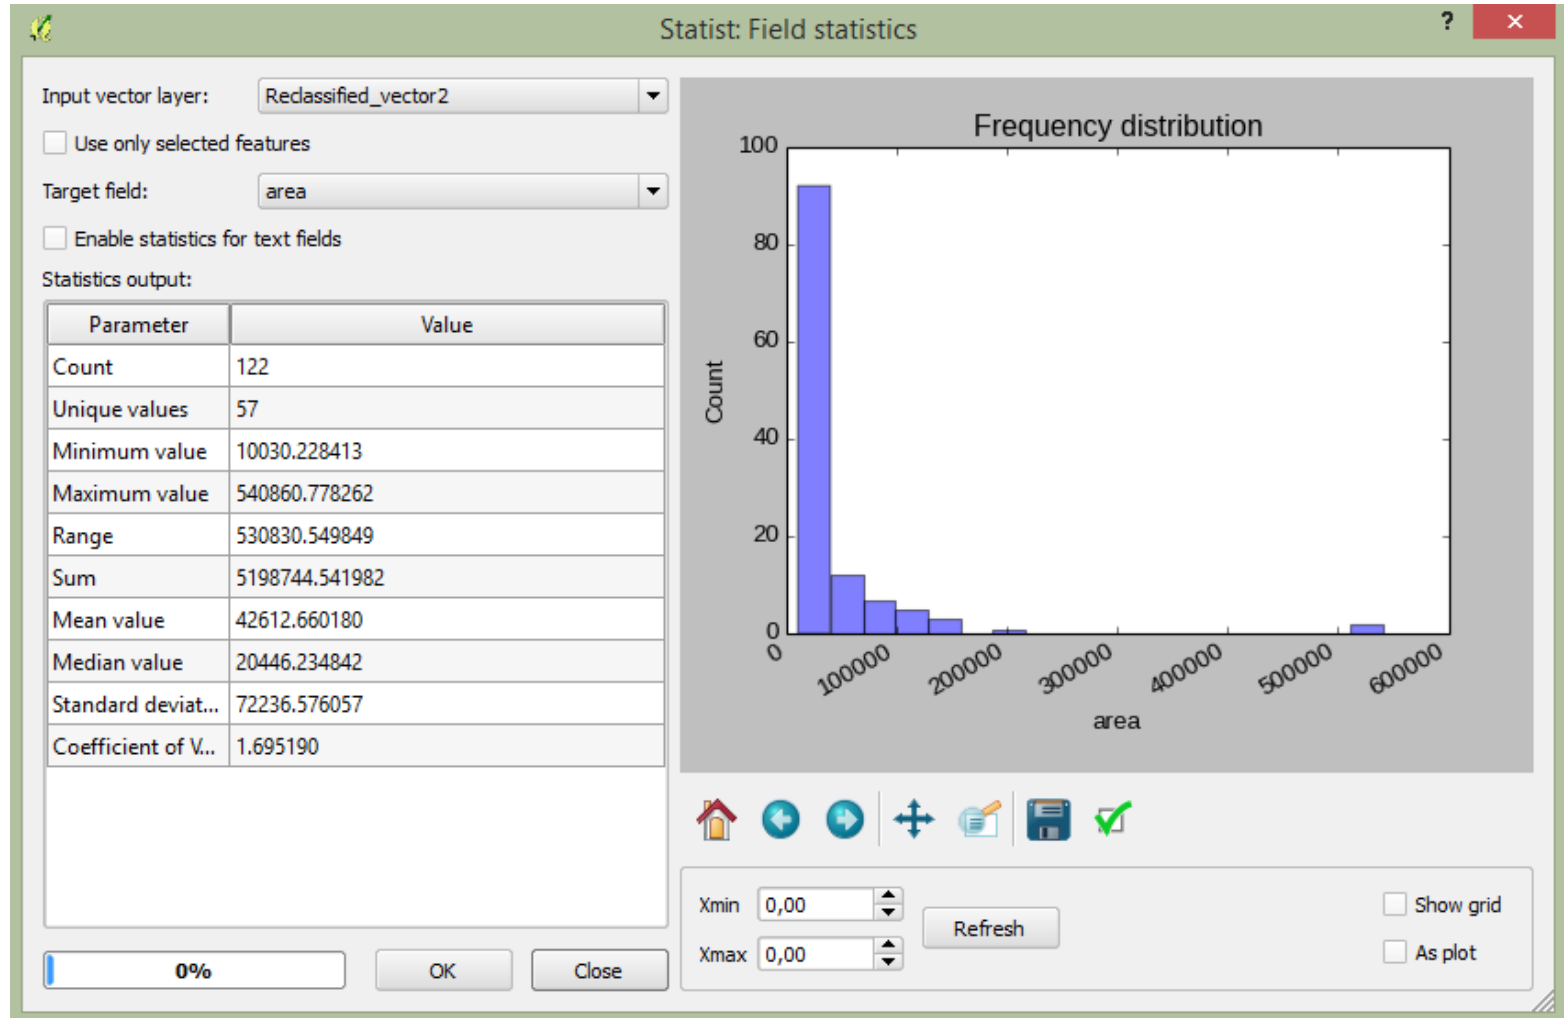 Statist: Field statistics
?
Input vector layer: Reclassified_vector2
Use only selected features
Target field: area
Enable statistics for text fields
Statistics output:
Parameter Value
Count 122
Unique values 57
Minimum value 10030.228413
Maximum value 540860.778262
Range 530830.549849
Sum 5198744.541982
Mean value 42612.660180
Median value 20446.234842
Standard deviat... 72236.576057
Coefficient of V... 1.695190
0% OK Close
Frequency distribution
100
80
60
40
20
0
Count
0 100000 200000 300000 400000 500000 600000
area
Xmin 0,00
Xmax 0,00
Refresh
Show grid
As plot